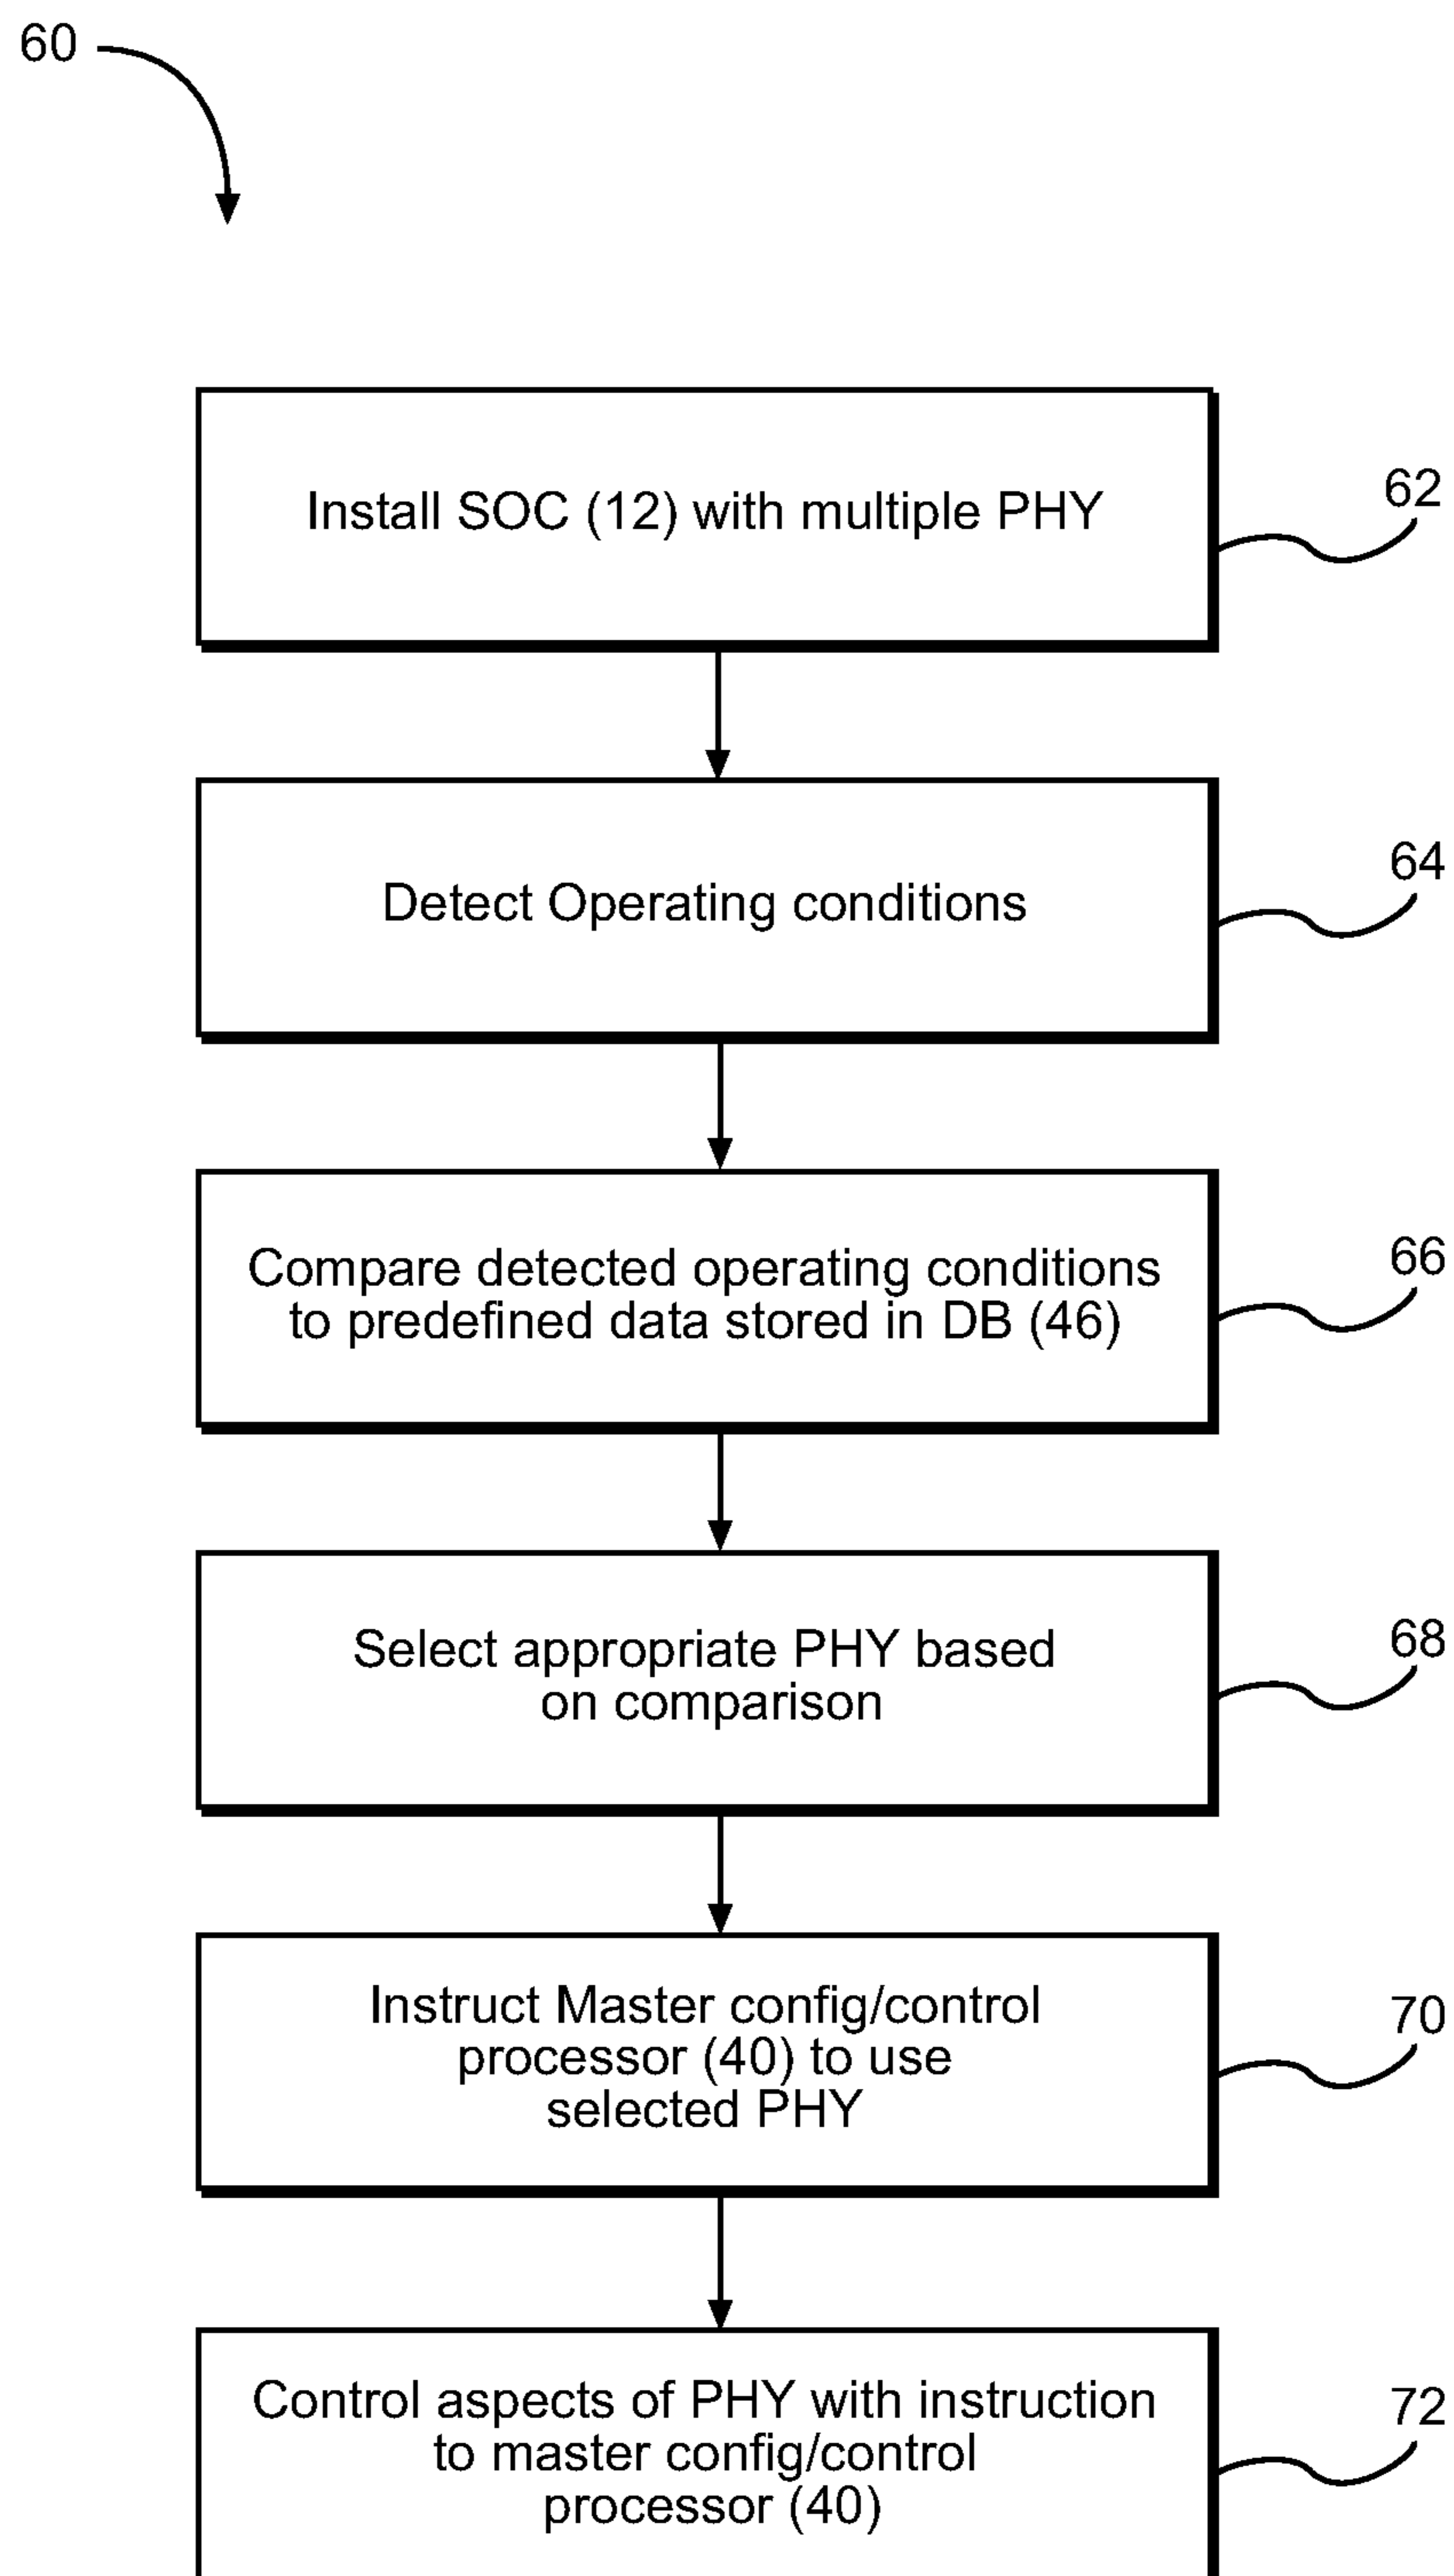 60
Install SOC (12) with multiple PHY
62
Detect Operating conditions
64
Compare detected operating conditions
to predefined data stored in DB (46)
66
Select appropriate PHY based
on comparison
68
Instruct Master config/control
processor (40) to use
selected PHY
70
Control aspects of PHY with instruction
to master config/control
processor (40)
72